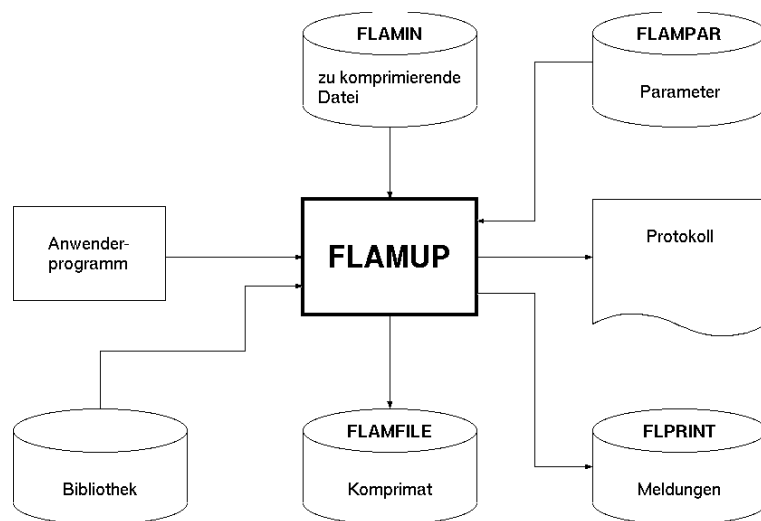 FLAMIN
zu komprimierende
Datei
FLAMPAR
Parameter
Anwender-
programm
FLAMUP
Protokoll
Bibliothek
FLAMFILE
Komprimat
FLPRINT
Meldungen